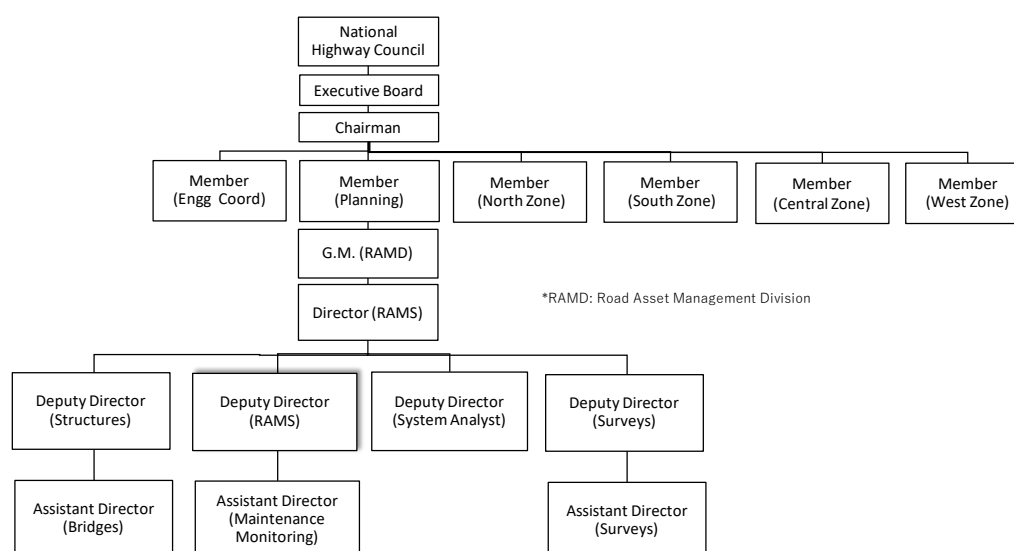 National
Highway Council
Executive Board
Chairman
Member
(Engg Coord)
Member
(Planning)
Member
(North Zone)
Member
(South Zone)
Member
(Central Zone)
Member
(West Zone)
G.M. (RAMD)
Director (RAMS)
*RAMD: Road Asset Management Division
Deputy Director
(Structures)
Deputy Director
(RAMS)
Deputy Director
(System Analyst)
Deputy Director
(Surveys)
Assistant Director
(Bridges)
Assistant Director
(Maintenance
Monitoring)
Assistant Director
(Surveys)